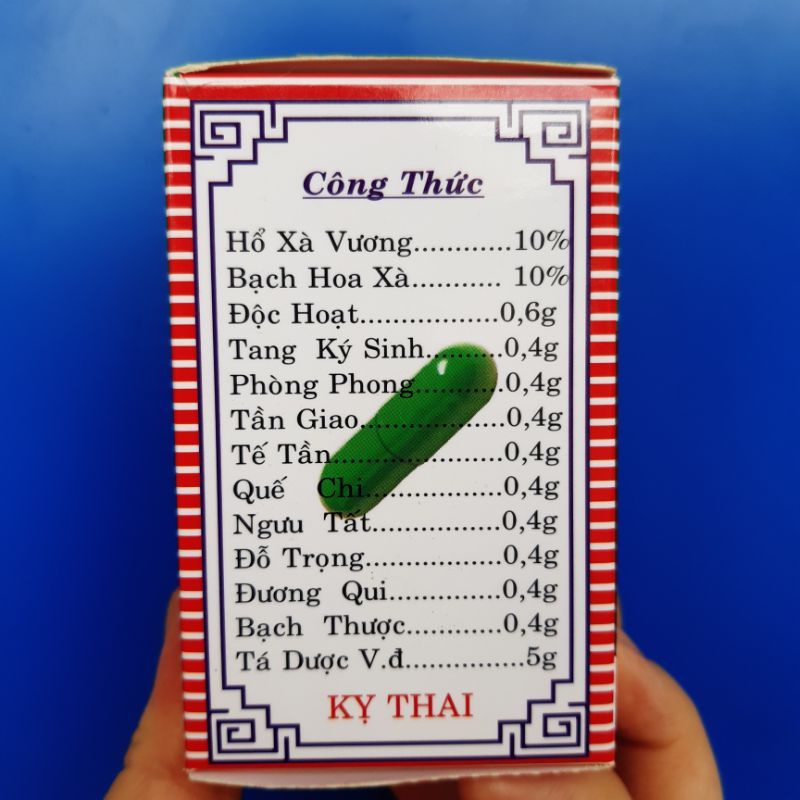 Công Thức
Hổ Xà Vương............10%
Bạch Hoa Xà........... 10%
Độc Hoạt.................0,6g
Tang Ký Sinh..........0,4g
Phòng Phong...........0,4g
Tần Giao..................0,4g
Tế Tần.....................0,4g
Quế Chi.................0,4g
Ngưu Tất................0,4g
Đỗ Trọng.................0,4g
Đương Qui..............0,4g
Bạch Thược............0,4g
Tá Dược V.đ..............5g
KỴ THAI